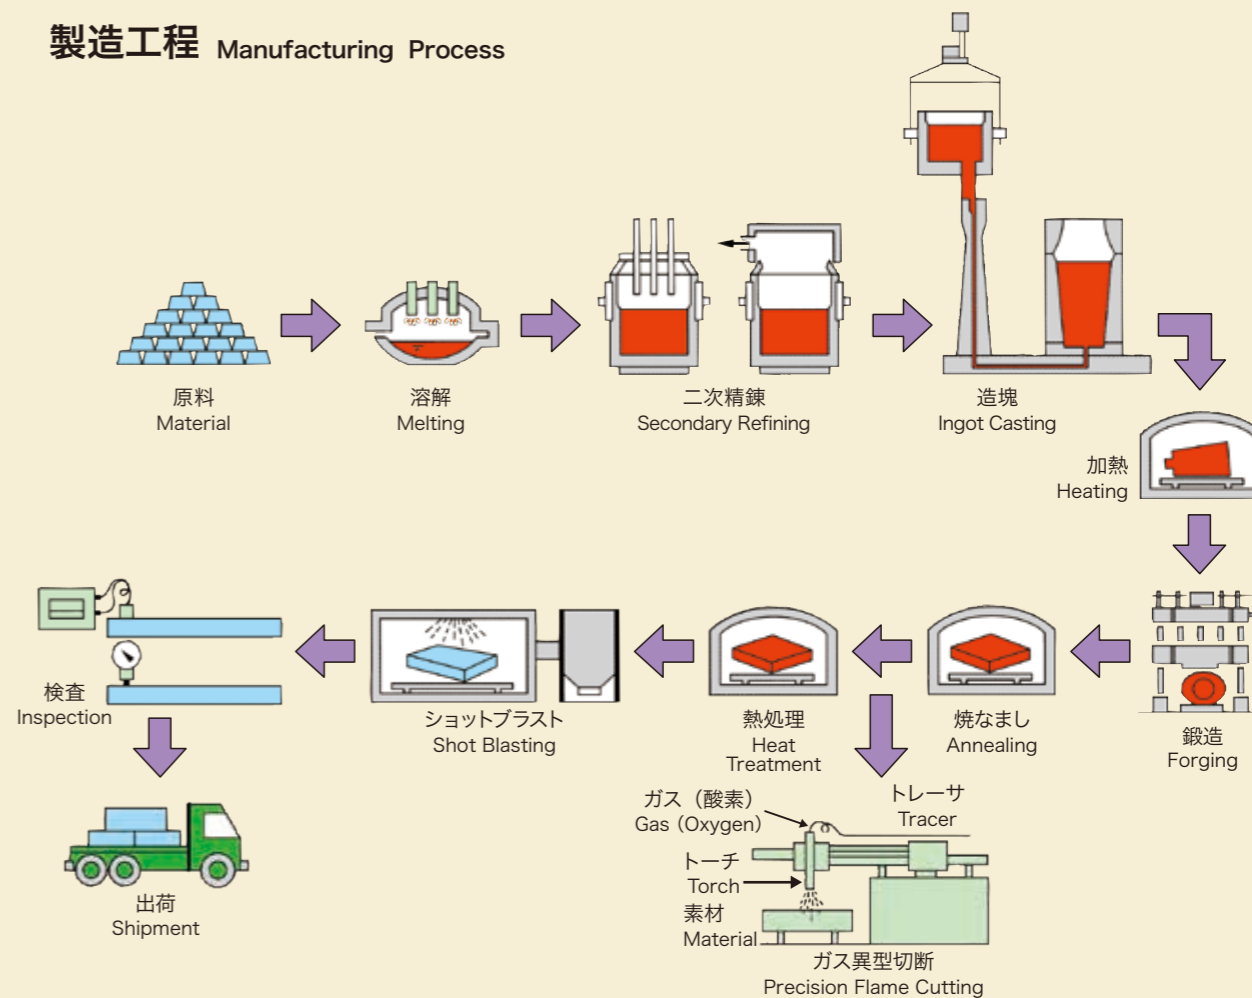 製造工程 Manufacturing Process
原料
Material
溶解
Melting
二次精錬
Secondary Refining
造塊
Ingot Casting
加熱
Heating
鍛造
Forging
焼なまし
Annealing
熱処理
Heat
Treatment
ショットブラスト
Shot Blasting
検査
Inspection
出荷
Shipment
ガス（酸素）
Gas (Oxygen)
トレーサ
Tracer
トーチ
Torch
素材
Material
ガス異型切断
Precision Flame Cutting